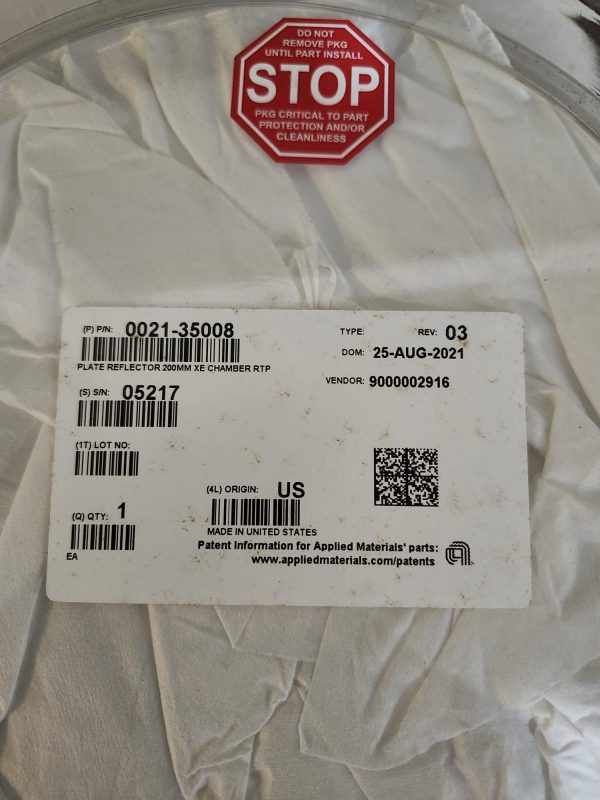 DO NOT
REMOVE PKG
UNTIL PART INSTALL
STOP
PKG CRITICAL TO PART
PROTECTION AND/OR
CLEANLINESS
(P) P/N: 0021-35008
PLATE REFLECTOR 200MM XE CHAMBER RTP
TYPE: REV: 03
DOM: 25-AUG-2021
VENDOR: 9000002916
(S) S/N: 05217
(1T) LOT NO:
(Q) QTY: 1
EA
(4L) ORIGIN: US
MADE IN UNITED STATES
Patent Information for Applied Materials' parts:
www.appliedmaterials.com/patents